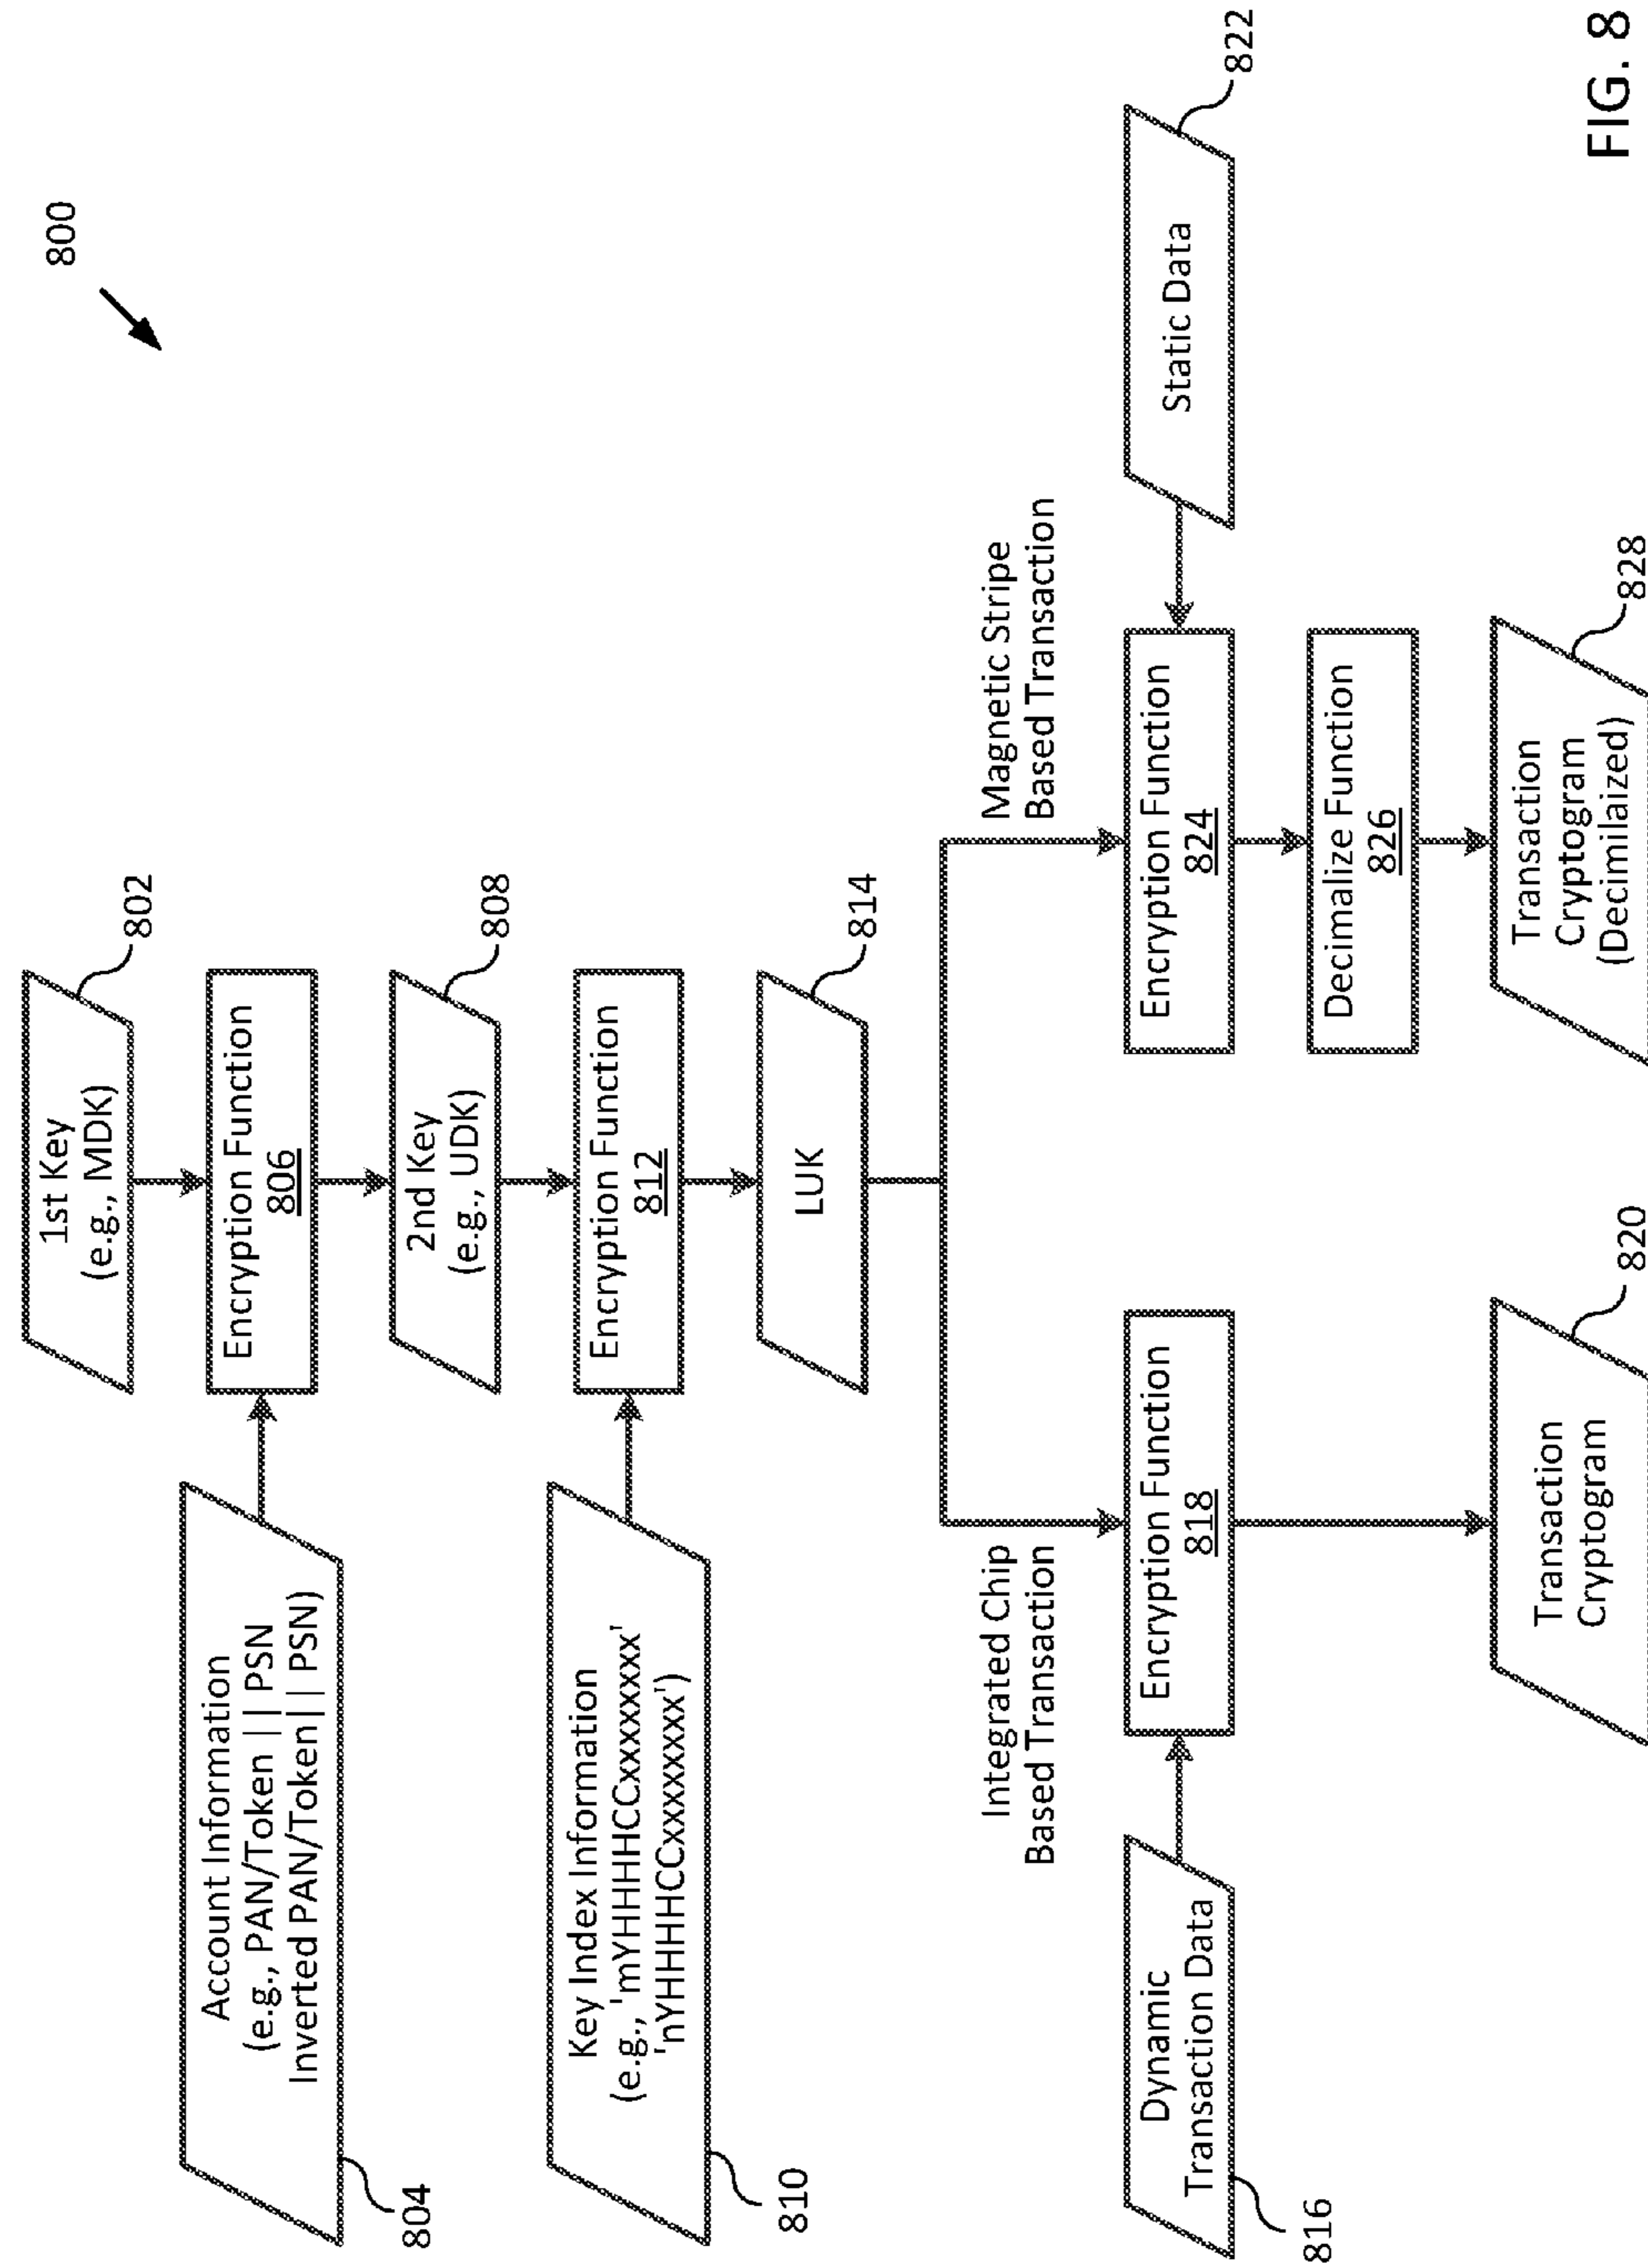 800
1st Key
(e.g., MDK)
802
Account Information
(e.g., PAN/Token || PSN
Inverted PAN/Token|| PSN)
804
Encryption Function
806
2nd Key
(e.g., UDK)
808
Key Index Information
(e.g., 'mYHHHHCCxxxxxxxx'
'nYHHHHCCxxxxxxxx')
810
Encryption Function
812
LUK
814
Integrated Chip
Based Transaction
Magnetic Stripe
Based Transaction
Dynamic
Transaction Data
816
Encryption Function
818
Encryption Function
824
Static Data
822
Decimalize Function
826
Transaction
Cryptogram
820
Transaction
Cryptogram
(Decimilaized)
828
FIG. 8